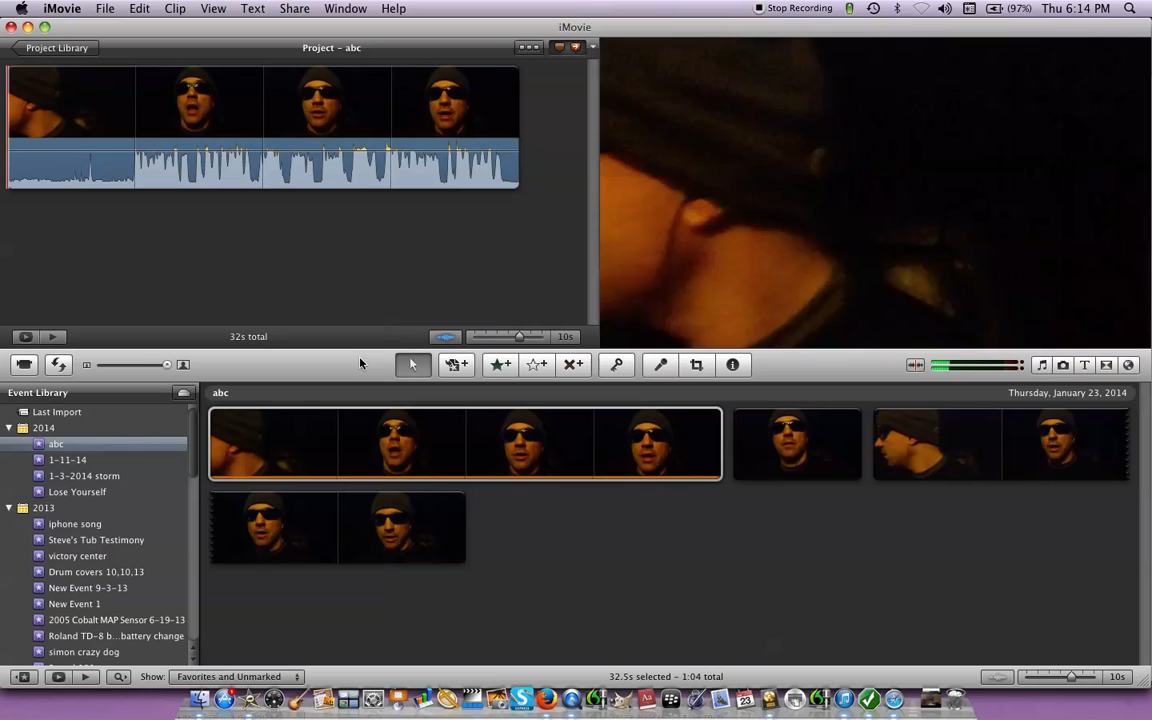 iMovie File Edit Clip View Text Share Window Help Stop Recording (97%) Thu 6:14 PM
iMovie
Project Library Project – abc
32s total 10s
Event Library abc Thursday, January 23, 2014
Last Import
2014
abc
1-11-14
1-3-2014 storm
Lose Yourself
2013
iphone song
Steve's Tub Testimony
victory center
Drum covers 10,10,13
New Event 9-3-13
New Event 1
2005 Cobalt MAP Sensor 6-19-13
Roland TD-8 b...battery change
simon crazy dog
Show: Favorites and Unmarked 32.5s selected – 1:04 total 10s